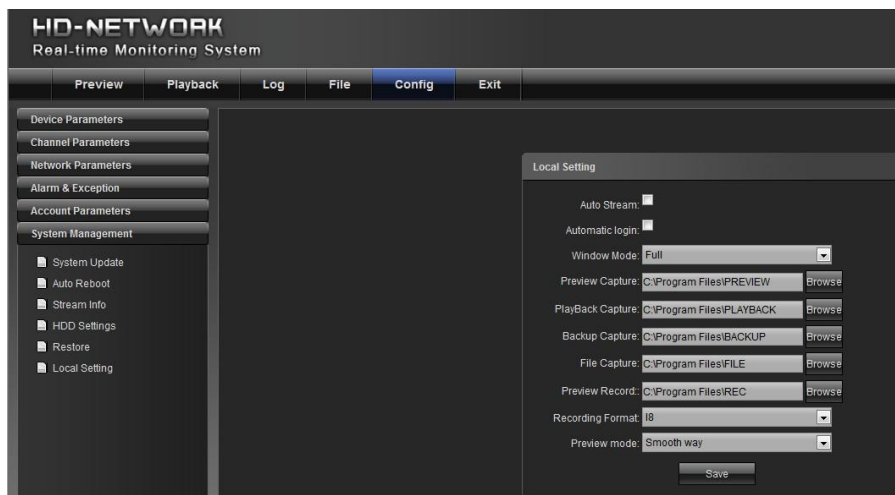 HD-NETWORK
Real-time Monitoring System
Preview Playback Log File Config Exit
Device Parameters
Channel Parameters
Network Parameters
Alarm & Exception
Account Parameters
System Management
System Update
Auto Reboot
Stream Info
HDD Settings
Restore
Local Setting
Local Setting
Auto Stream:
Automatic login:
Window Mode: Full
Preview Capture: C:\Program Files\PREVIEW Browse
PlayBack Capture: C:\Program Files\PLAYBACK Browse
Backup Capture: C:\Program Files\BACKUP Browse
File Capture: C:\Program Files\FILE Browse
Preview Record:: C:\Program Files\REC Browse
Recording Format: I8
Preview mode: Smooth way
Save